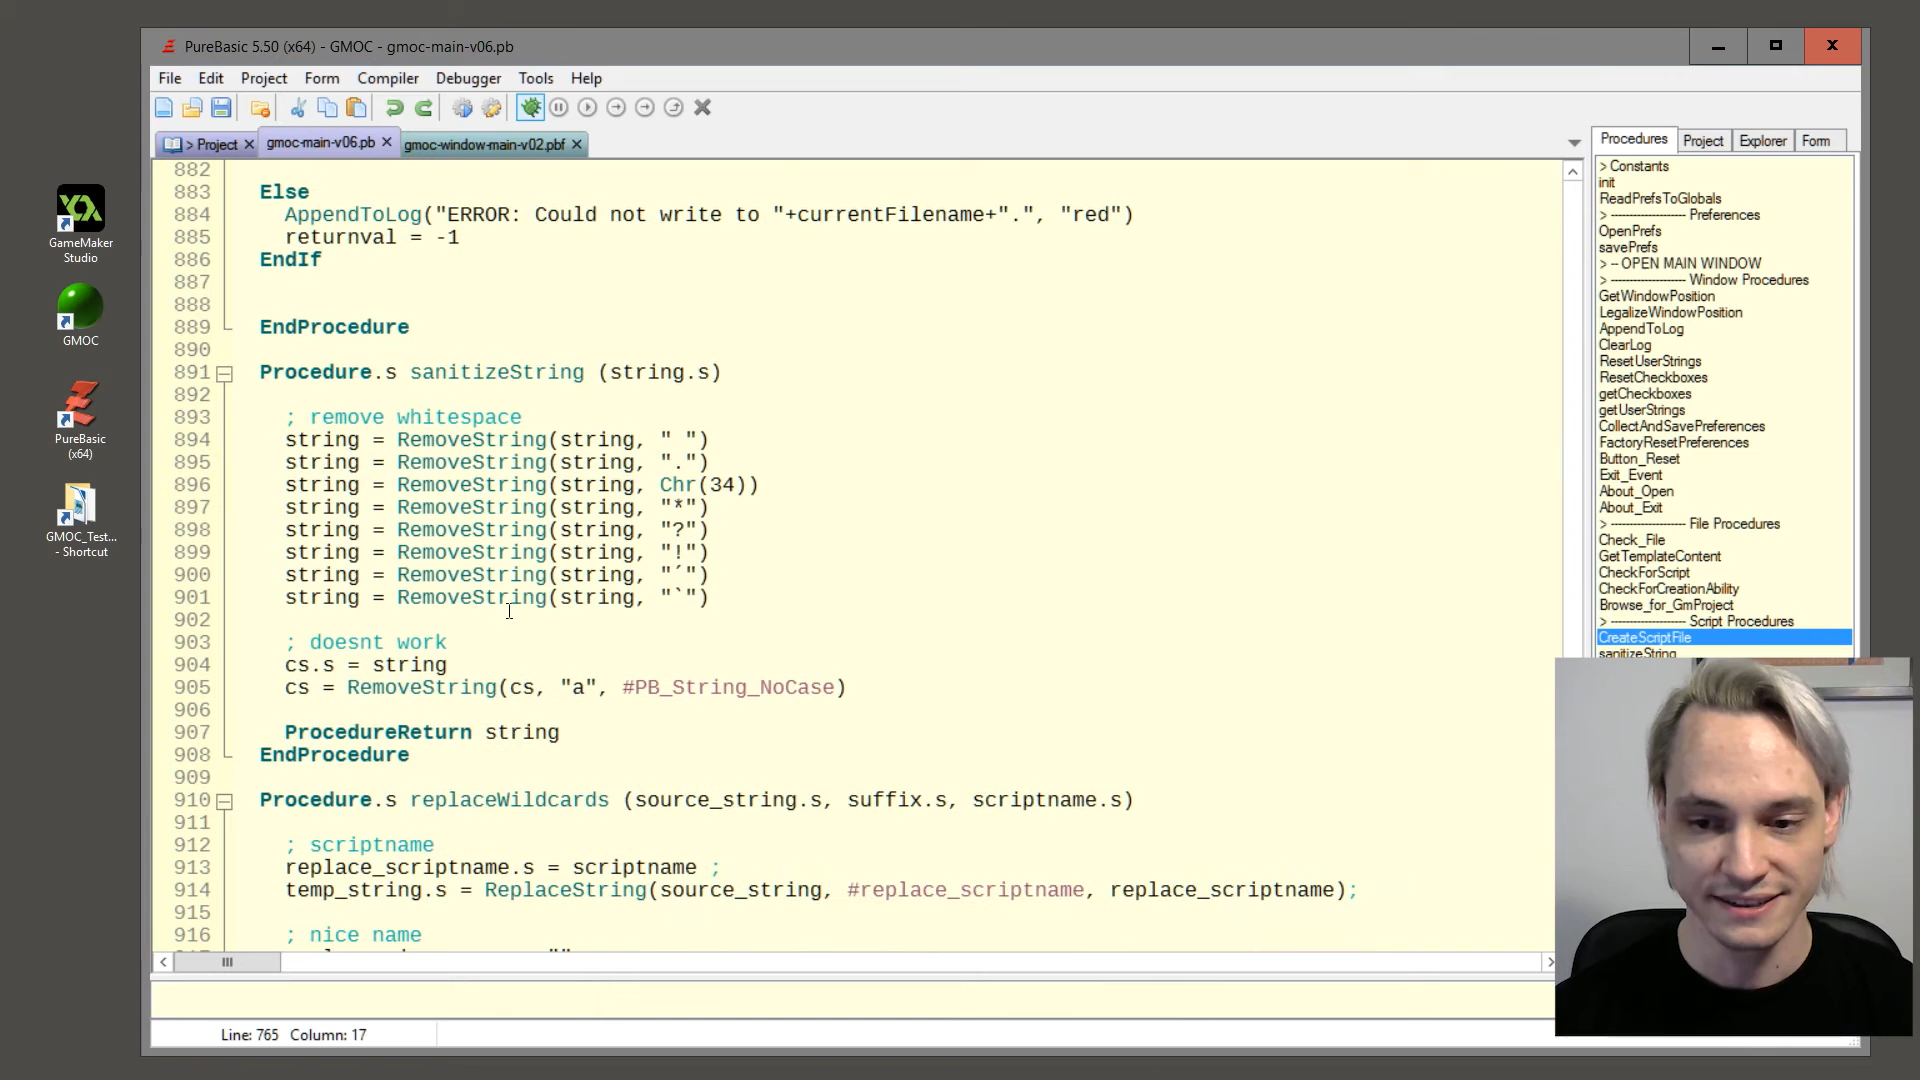 PureBasic 5.50 (x64) - GMOC - gmoc-main-v06.pb
File Edit Project Form Compiler Debugger Tools Help
> Project gmoc-main-v06.pb gmoc-window-main-v02.pbf
882
883 Else
884 AppendToLog("ERROR: Could not write to "+currentFilename+".", "red")
885 returnval = -1
886 EndIf
887
888
889 EndProcedure
890
891 Procedure.s sanitizeString (string.s)
892
893 ; remove whitespace
894 string = RemoveString(string, " ")
895 string = RemoveString(string, ".")
896 string = RemoveString(string, Chr(34))
897 string = RemoveString(string, "*")
898 string = RemoveString(string, "?")
899 string = RemoveString(string, "!")
900 string = RemoveString(string, "´")
901 string = RemoveString(string, "`")
902
903 ; doesnt work
904 cs.s = string
905 cs = RemoveString(cs, "a", #PB_String_NoCase)
906
907 ProcedureReturn string
908 EndProcedure
909
910 Procedure.s replaceWildcards (source_string.s, suffix.s, scriptname.s)
911
912 ; scriptname
913 replace_scriptname.s = scriptname ;
914 temp_string.s = ReplaceString(source_string, #replace_scriptname, replace_scriptname);
915
916 ; nice name
Line: 765 Column: 17
Procedures Project Explorer Form
> Constants
init
ReadPrefsToGlobals
> -------------------- Preferences
OpenPrefs
savePrefs
> -- OPEN MAIN WINDOW
> -------------------- Window Procedures
GetWindowPosition
LegalizeWindowPosition
AppendToLog
ClearLog
ResetUserStrings
ResetCheckboxes
getCheckboxes
getUserStrings
CollectAndSavePreferences
FactoryResetPreferences
Button_Reset
Exit_Event
About_Open
About_Exit
> -------------------- File Procedures
Check_File
GetTemplateContent
CheckForScript
CheckForCreationAbility
Browse_for_GmProject
> -------------------- Script Procedures
CreateScriptFile
sanitizeString
GameMaker
Studio
GMOC
PureBasic
(x64)
GMOC_Test...
- Shortcut